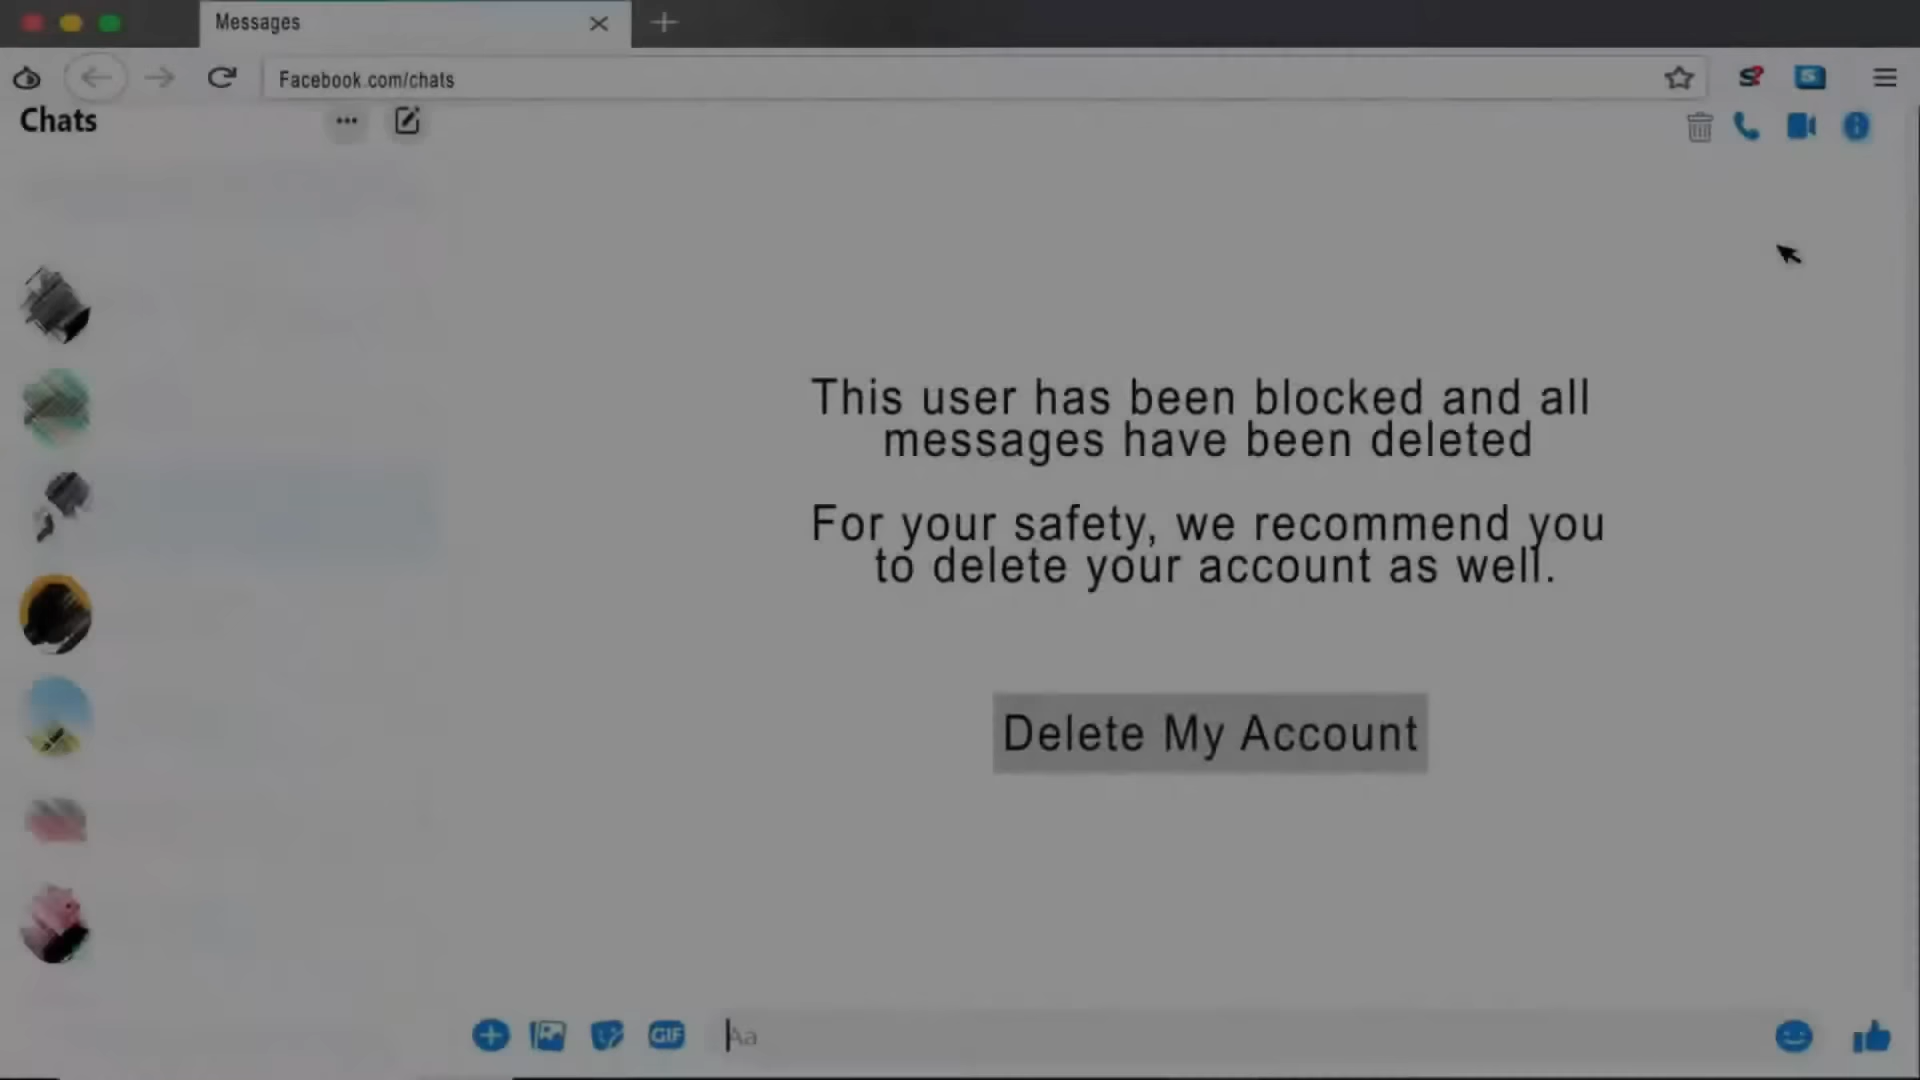 Messages
Facebook.com/chats
Chats
This user has been blocked and all
messages have been deleted
For your safety, we recommend you
to delete your account as well.
Delete My Account
GIF
Aa